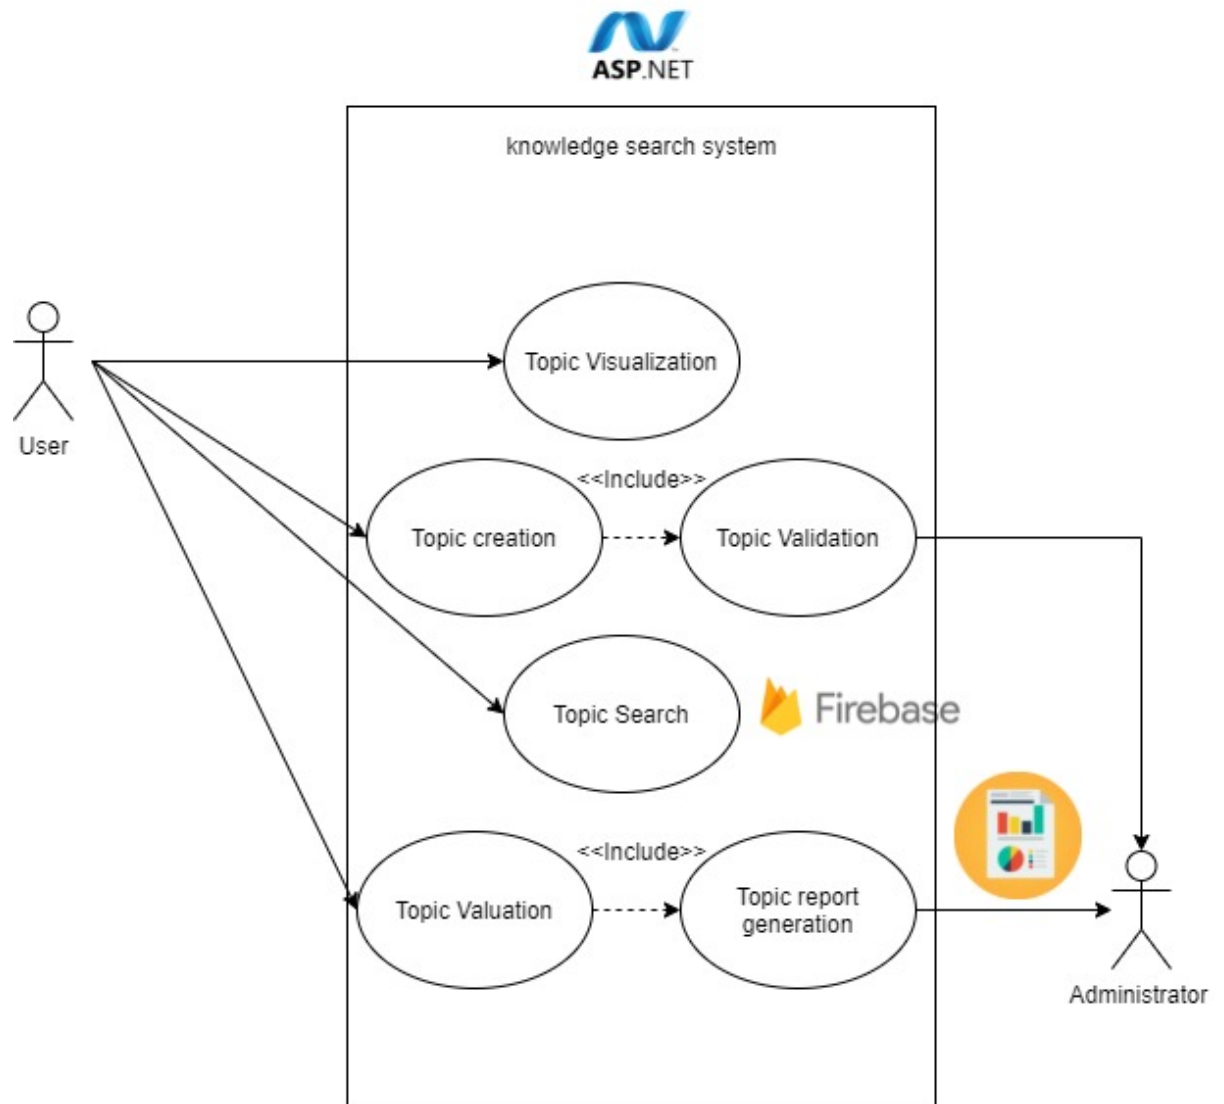 ASP.NET
knowledge search system
Topic Visualization
User
<<Include>>
Topic creation
Topic Validation
Topic Search
Firebase
<<Include>>
Topic Valuation
Topic report
generation
Administrator